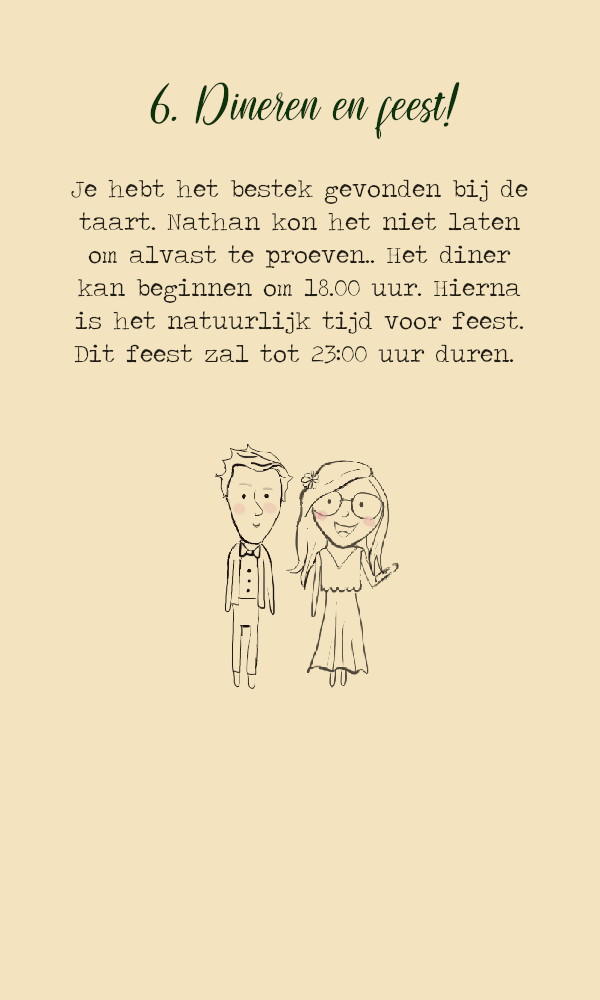 6. Dineren en feest!
Je hebt het bestek gevonden bij de
taart. Nathan kon het niet laten
om alvast te proeven.. Het diner
kan beginnen om 18.00 uur. Hierna
is het natuurlijk tijd voor feest.
Dit feest zal tot 23:00 uur duren.